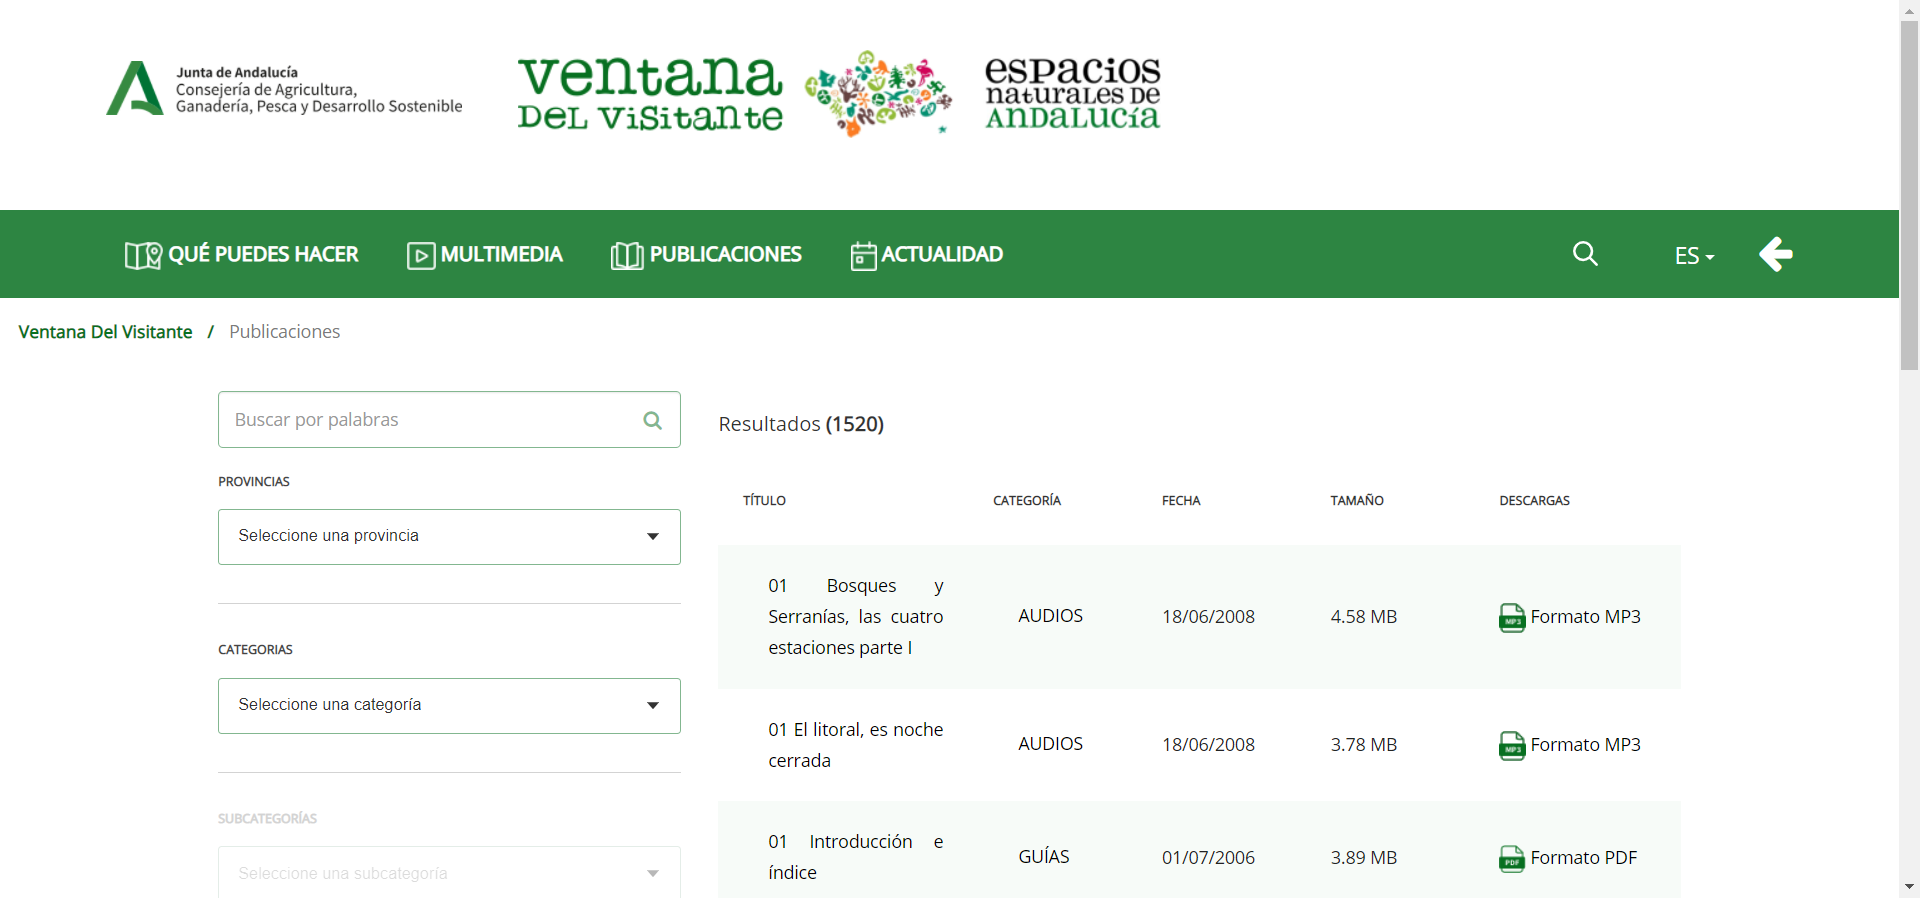 Junta de Andalucía
Consejería de Agricultura,
Ganadería, Pesca y Desarrollo Sostenible
ventana
DEL VISITANTE
esPacios
naturales DE
ANDALUCÍA
QUÉ PUEDES HACER
MULTIMEDIA
PUBLICACIONES
ACTUALIDAD
ES
Ventana Del Visitante / Publicaciones
Buscar por palabras
PROVINCIAS
Seleccione una provincia
CATEGORIAS
Seleccione una categoría
SUBCATEGORÍAS
Seleccione una subcategoría
Resultados (1520)
TÍTULO CATEGORÍA FECHA TAMAÑO DESCARGAS
01 Bosques y
Serranías, las cuatro
estaciones parte I
AUDIOS 18/06/2008 4.58 MB MP3 Formato MP3
01 El litoral, es noche
cerrada
AUDIOS 18/06/2008 3.78 MB MP3 Formato MP3
01 Introducción e
índice
GUÍAS 01/07/2006 3.89 MB PDF Formato PDF